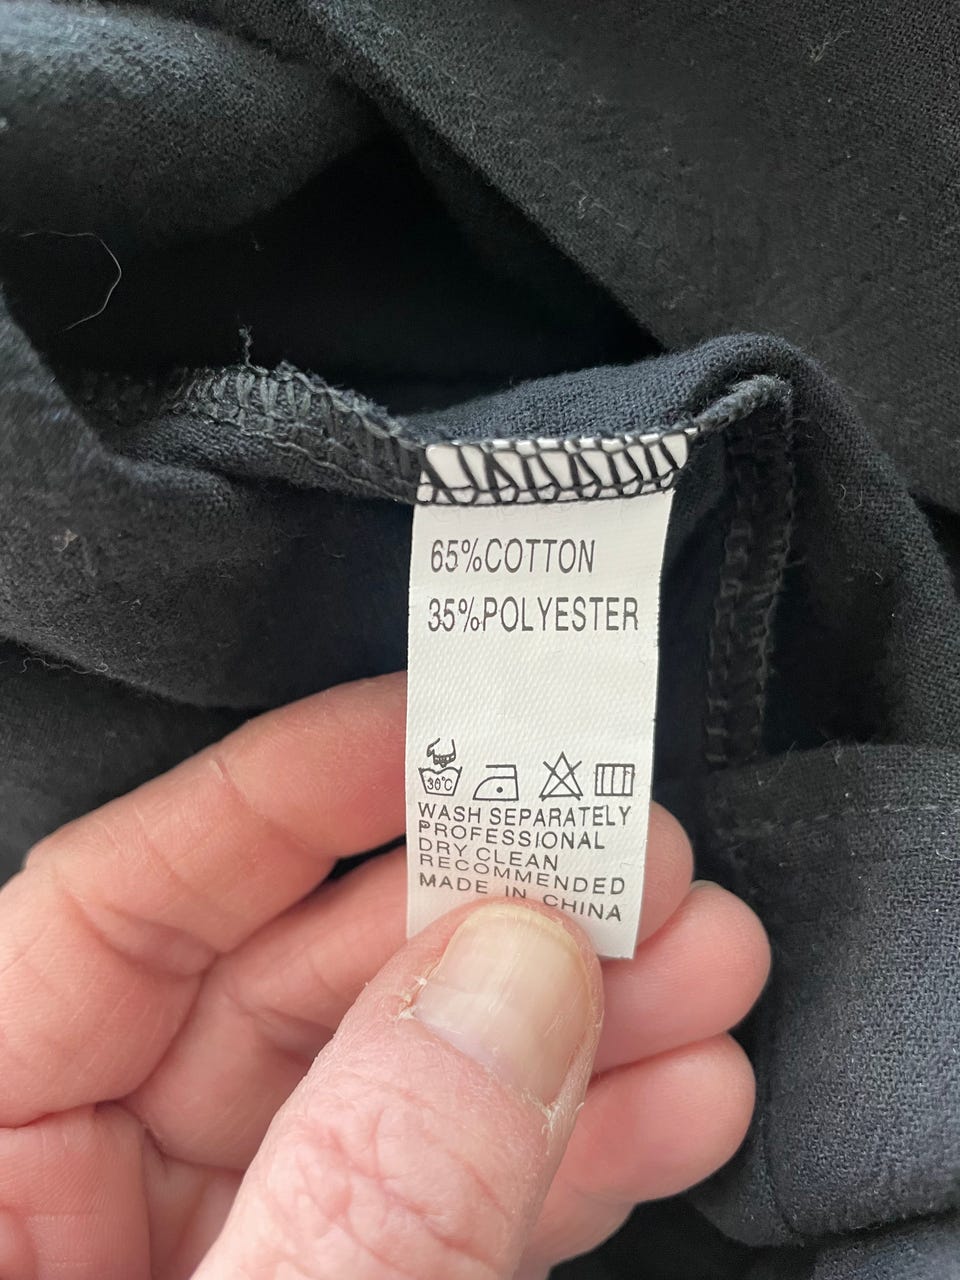 65%COTTON
35%POLYESTER
30°C
WASH SEPARATELY
PROFESSIONAL
DRY CLEAN
RECOMMENDED
MADE IN CHINA